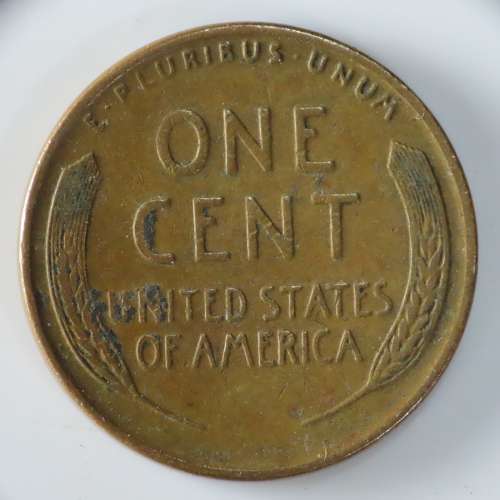 E·PLURIBUS·UNUM
ONE
CENT
UNITED STATES
OF AMERICA